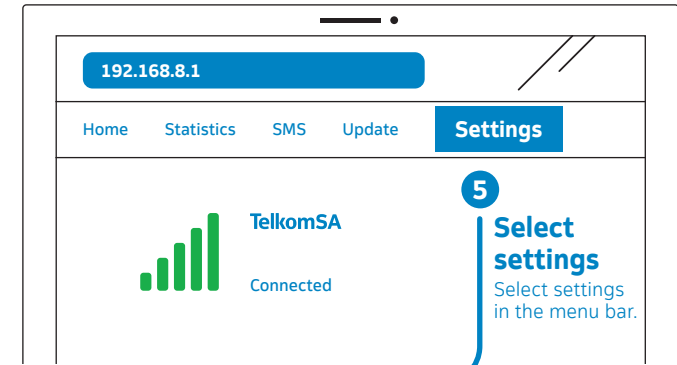 192.168.8.1
Home Statistics SMS Update Settings
5
Select
settings
Select settings
in the menu bar.
TelkomSA
Connected